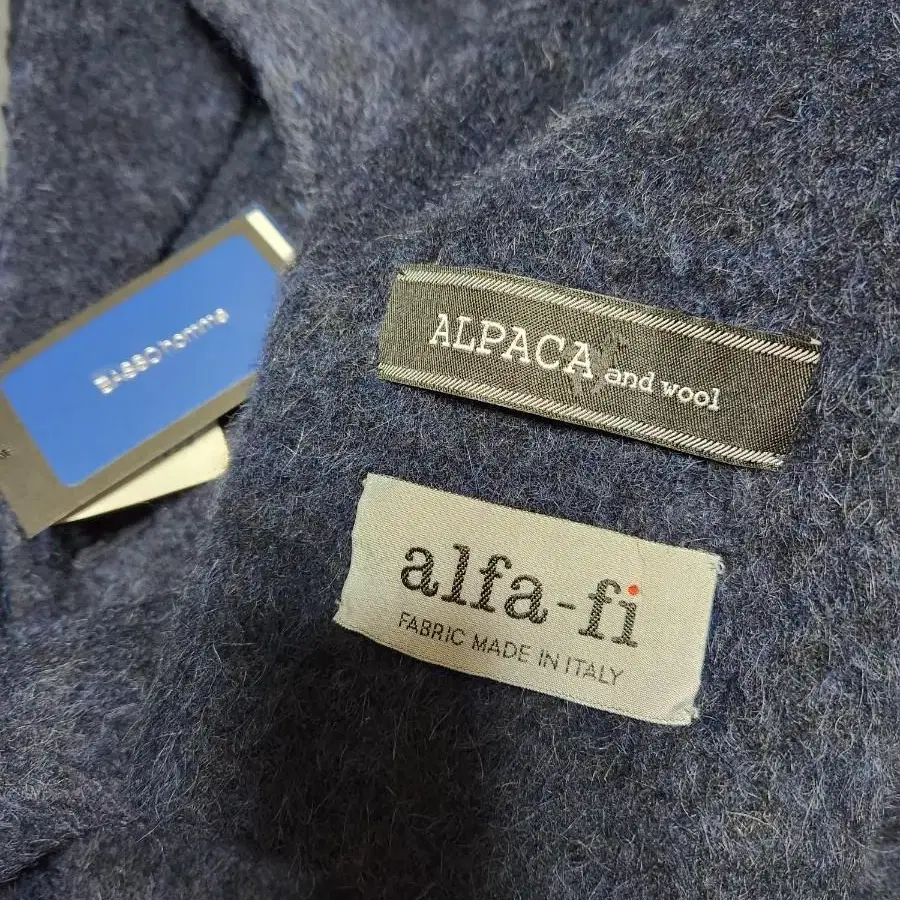 BASSO homme
ALPACA and wool
alfa-fi
FABRIC MADE IN ITALY